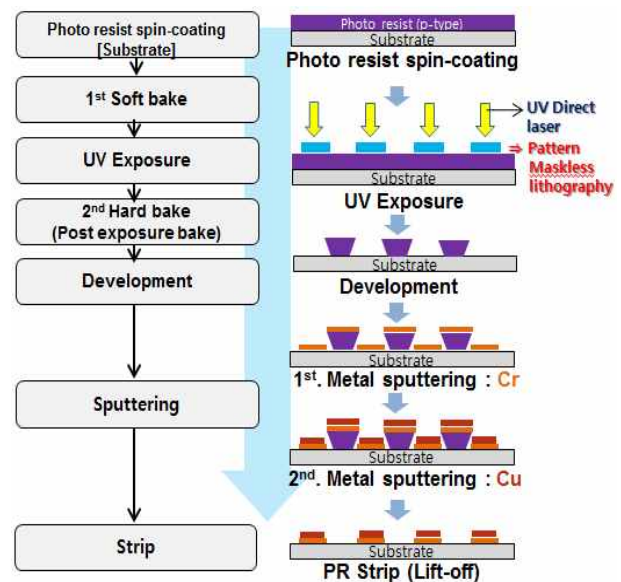 Photo resist spin-coating
[Substrate]
1st Soft bake
UV Exposure
2nd Hard bake
(Post exposure bake)
Development
Sputtering
Strip
Photo resist (p-type)
Substrate
Photo resist spin-coating
UV Direct
laser
⇒ Pattern
Maskless
lithography
Substrate
UV Exposure
Substrate
Development
Substrate
1st. Metal sputtering : Cr
Substrate
2nd. Metal sputtering : Cu
Substrate
PR Strip (Lift-off)